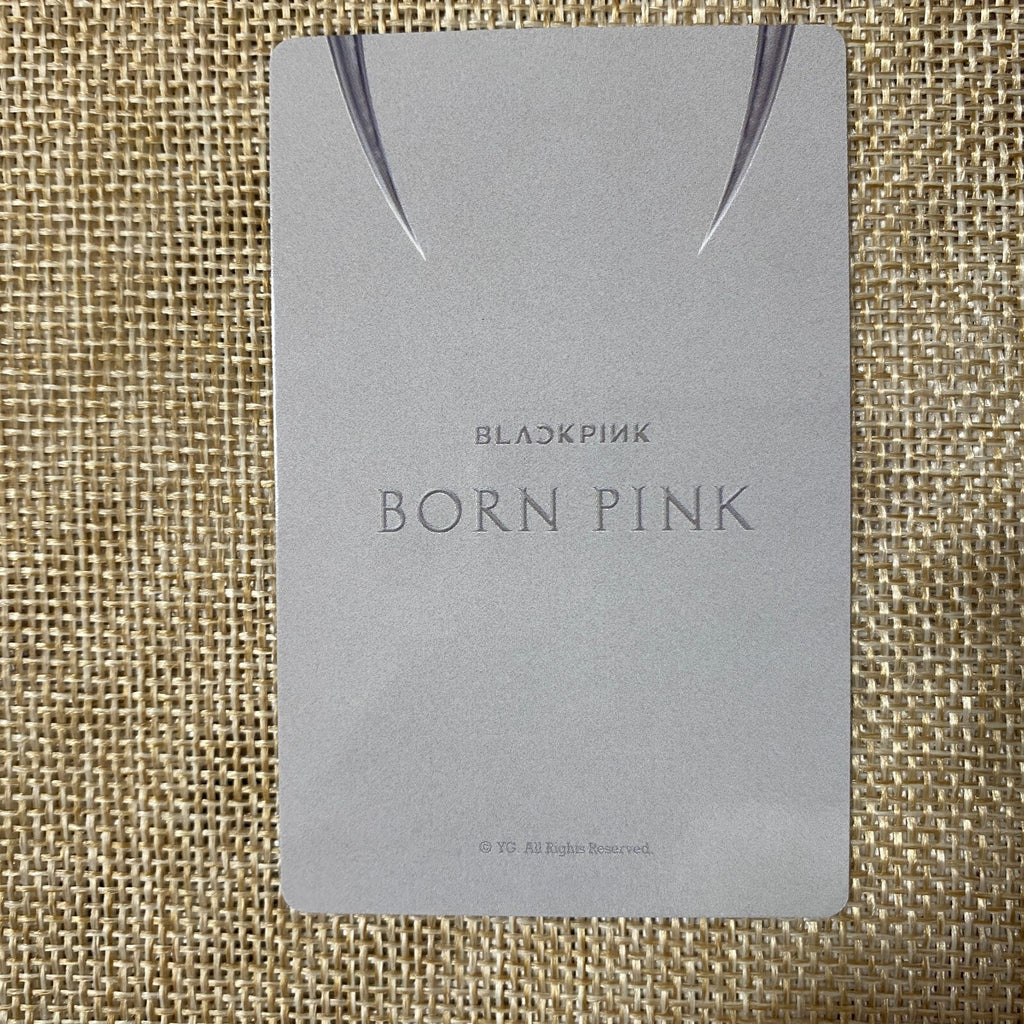 BLACKPINK
BORN PINK
© YG. All Rights Reserved.